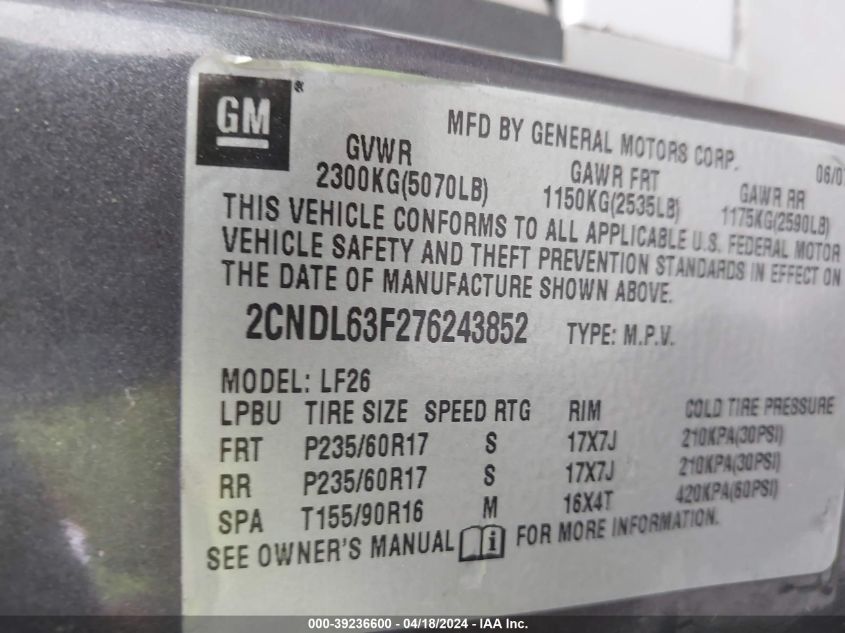 GM ®
MFD BY GENERAL MOTORS CORP.
06/0
GVWR GAWR FRT GAWR RR
2300KG(5070LB) 1150KG(2535LB) 1175KG(2590LB)
THIS VEHICLE CONFORMS TO ALL APPLICABLE U.S. FEDERAL MOTOR
VEHICLE SAFETY AND THEFT PREVENTION STANDARDS IN EFFECT ON
THE DATE OF MANUFACTURE SHOWN ABOVE.
2CNDL63F276243852 TYPE: M.P.V.
MODEL: LF26
LPBU TIRE SIZE SPEED RTG RIM COLD TIRE PRESSURE
FRT P235/60R17 S 17X7J 210KPA(30PSI)
RR P235/60R17 S 17X7J 210KPA(30PSI)
SPA T155/90R16 M 16X4T 420KPA(60PSI)
SEE OWNER'S MANUAL i FOR MORE INFORMATION.
000-39236600 - 04/18/2024 - IAA Inc.